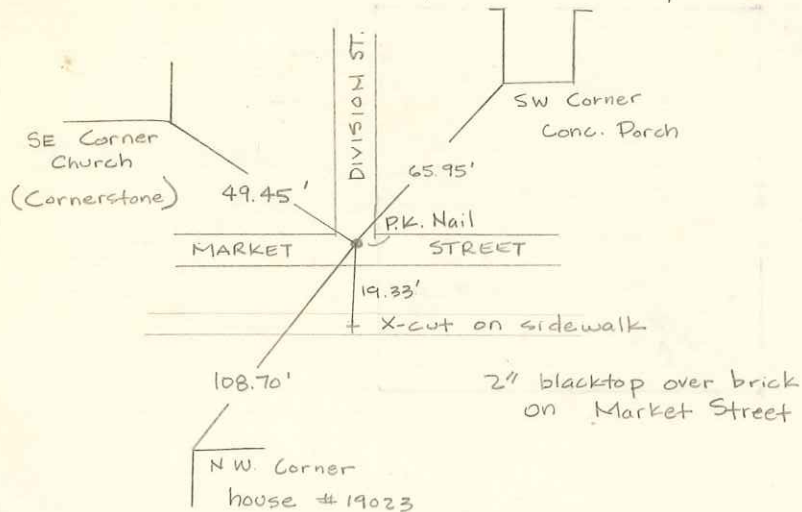 DIVISION ST.
SW Corner
Conc. Porch
SE Corner
Church
(Cornerstone)
65.95'
49.45'
P.K. Nail
MARKET STREET
19.33'
X-cut on sidewalk
108.70'
2" blacktop over brick
on Market Street
NW. Corner
house #19023